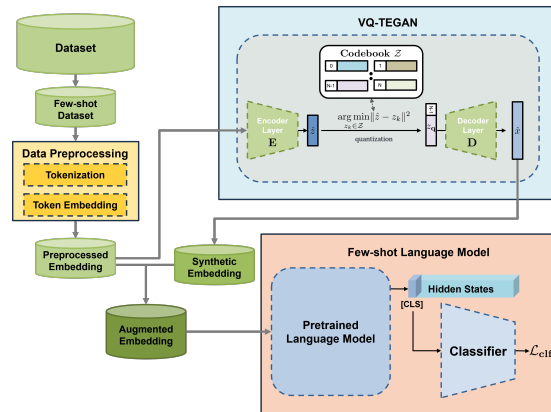 VQ-TEGAN
Dataset
Few-shot
Dataset
Data Preprocessing
Tokenization
Token Embedding
Preprocessed
Embedding
Synthetic
Embedding
Augmented
Embedding
Codebook 𝒵
0
1
N-1
N
Encoder
Layer
E
arg min‖ẑ − z_k‖²
z_k∈𝒵
quantization
N-1
z_q
Decoder
Layer
D
x̂
Few-shot Language Model
Pretrained
Language Model
Hidden States
[CLS]
Classifier
ℒ_clf